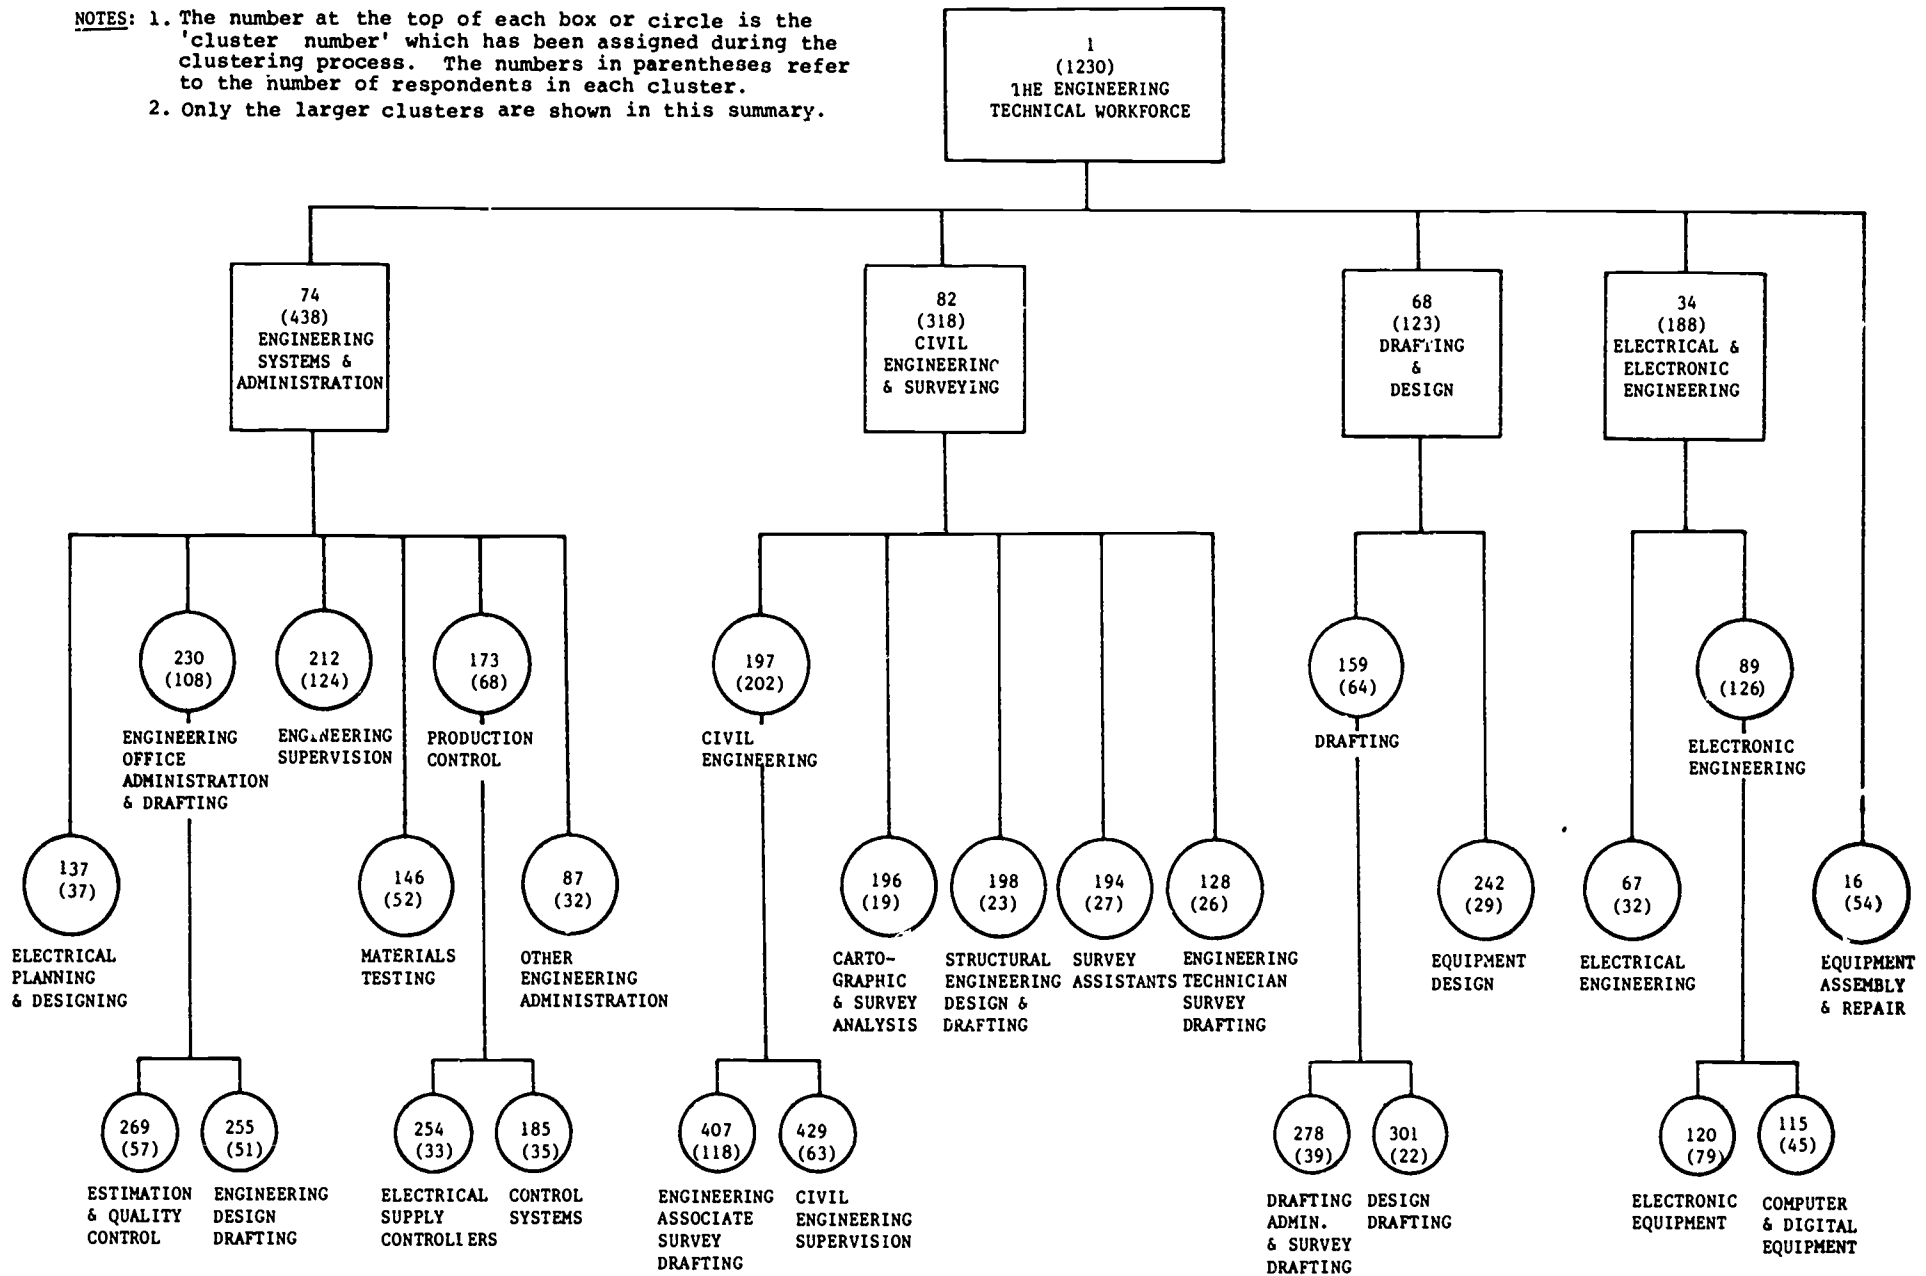 NOTES: 1. The number at the top of each box or circle is the
'cluster number' which has been assigned during the
clustering process. The numbers in parentheses refer
to the number of respondents in each cluster.
2. Only the larger clusters are shown in this summary.
1
(1230)
THE ENGINEERING
TECHNICAL WORKFORCE
74
(438)
ENGINEERING
SYSTEMS &
ADMINISTRATION
82
(318)
CIVIL
ENGINEERING
& SURVEYING
68
(123)
DRAFTING
&
DESIGN
34
(188)
ELECTRICAL &
ELECTRONIC
ENGINEERING
230
(108)
ENGINEERING
OFFICE
ADMINISTRATION
& DRAFTING
212
(124)
ENGINEERING
SUPERVISION
173
(68)
PRODUCTION
CONTROL
197
(202)
CIVIL
ENGINEERING
159
(64)
DRAFTING
89
(126)
ELECTRONIC
ENGINEERING
137
(37)
ELECTRICAL
PLANNING
& DESIGNING
146
(52)
MATERIALS
TESTING
87
(32)
OTHER
ENGINEERING
ADMINISTRATION
196
(19)
CARTO-
GRAPHIC
& SURVEY
ANALYSIS
198
(23)
STRUCTURAL
ENGINEERING
DESIGN &
DRAFTING
194
(27)
SURVEY
ASSISTANTS
128
(26)
ENGINEERING
TECHNICIAN
SURVEY
DRAFTING
242
(29)
EQUIPMENT
DESIGN
67
(32)
ELECTRICAL
ENGINEERING
16
(54)
EQUIPMENT
ASSEMBLY
& REPAIR
269
(57)
ESTIMATION
& QUALITY
CONTROL
255
(51)
ENGINEERING
DESIGN
DRAFTING
254
(33)
ELECTRICAL
SUPPLY
CONTROLLERS
185
(35)
CONTROL
SYSTEMS
407
(118)
ENGINEERING
ASSOCIATE
SURVEY
DRAFTING
429
(63)
CIVIL
ENGINEERING
SUPERVISION
278
(39)
DRAFTING
ADMIN.
& SURVEY
DRAFTING
301
(22)
DESIGN
DRAFTING
120
(79)
ELECTRONIC
EQUIPMENT
115
(45)
COMPUTER
& DIGITAL
EQUIPMENT